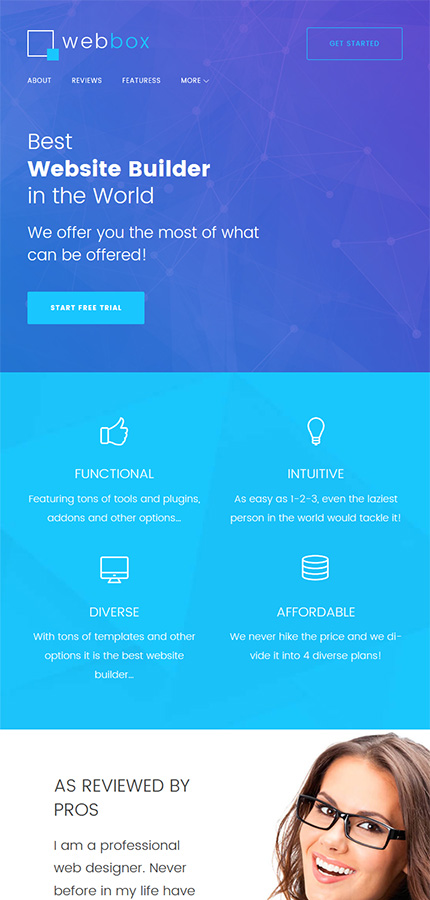 webbox
GET STARTED
ABOUT
REVIEWS
FEATURESS
MORE
Best
Website Builder
in the World
We offer you the most of what
can be offered!
START FREE TRIAL
FUNCTIONAL
Featuring tons of tools and plugins,
addons and other options...
INTUITIVE
As easy as 1-2-3, even the laziest
person in the world would tackle it!
DIVERSE
With tons of templates and other
options it is the best website
builder...
AFFORDABLE
We never hike the price and we di-
vide it into 4 diverse plans!
AS REVIEWED BY
PROS
I am a professional
web designer. Never
before in my life have